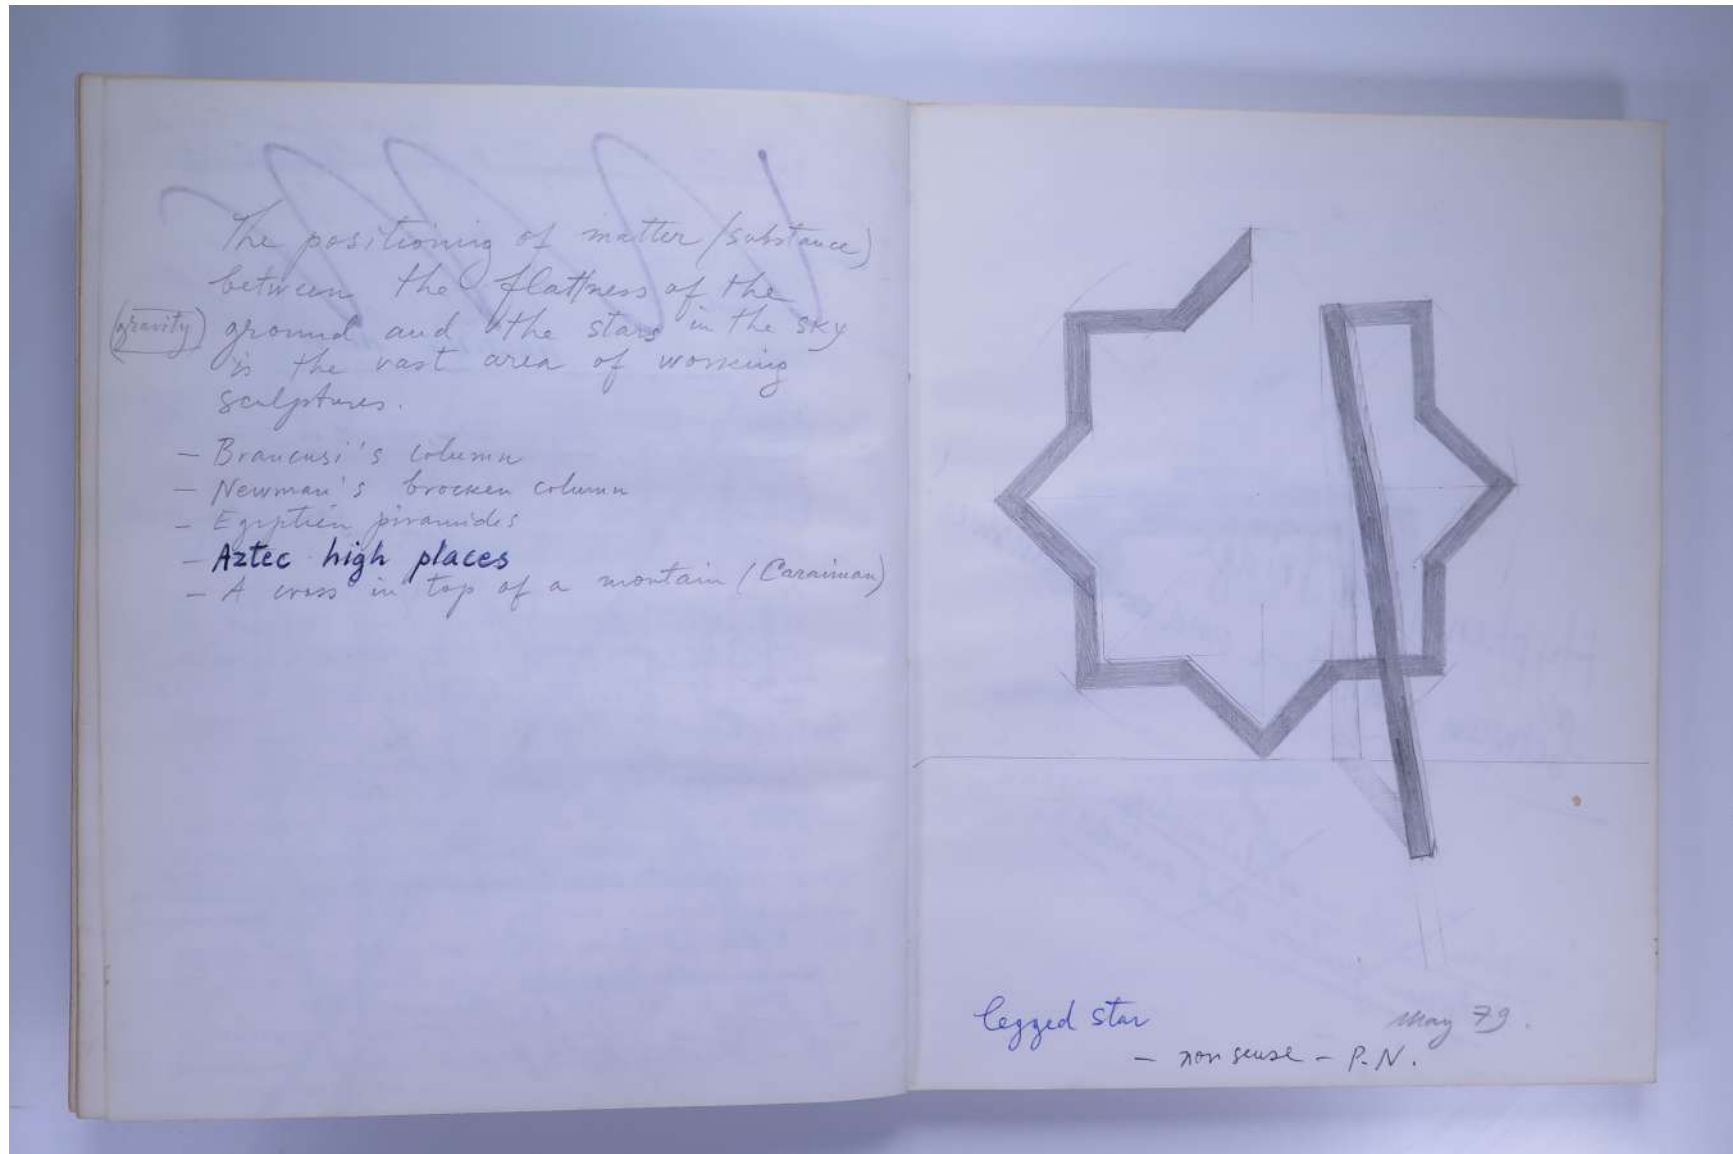 The positioning of matter (substance)
between the flattness of the
(gravity) ground and the stars in the sky
is the vast area of working
sculptures.
– Brancusi's column
– Newman's brocken column
– Egyptien piramides
– Aztec high places
– A cross in top of a montain (Caraiman)
legged star
May 79.
– non sense – P.N.